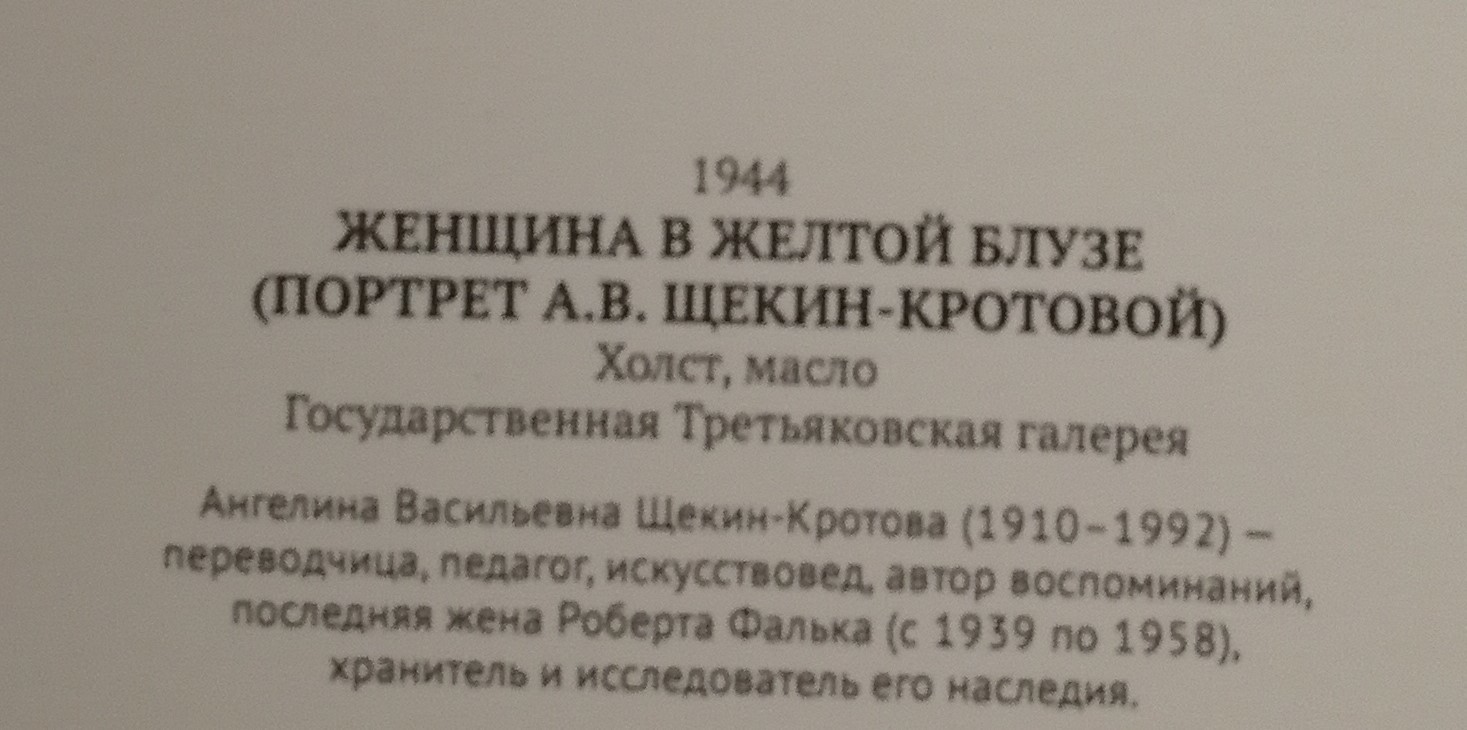 1944
ЖЕНЩИНА В ЖЕЛТОЙ БЛУЗЕ
(ПОРТРЕТ А.В. ЩЕКИН-КРОТОВОЙ)
Холст, масло
Государственная Третьяковская галерея
Ангелина Васильевна Щекин-Кротова (1910–1992) –
переводчица, педагог, искусствовед, автор воспоминаний,
последняя жена Роберта Фалька (с 1939 по 1958),
хранитель и исследователь его наследия.